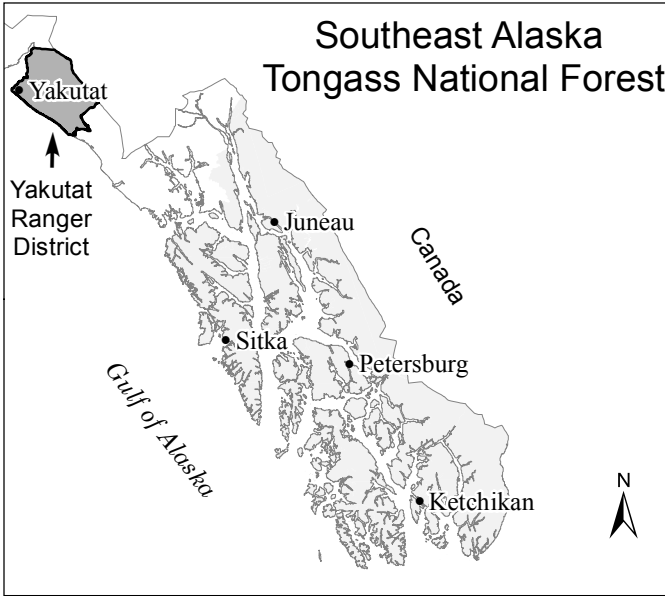 Southeast Alaska
Tongass National Forest
Yakutat
Yakutat
Ranger
District
Juneau
Canada
Sitka
Petersburg
Gulf of Alaska
Ketchikan
N